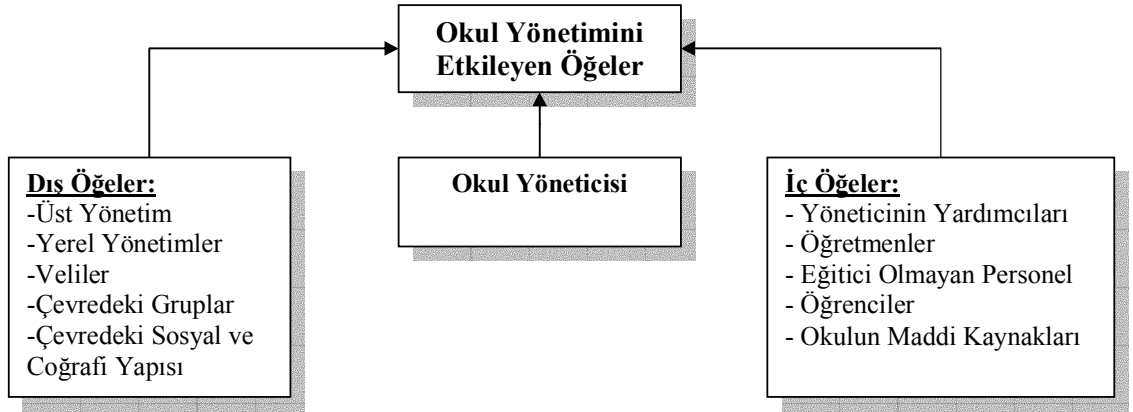 Okul Yönetimini
Etkileyen Öğeler
Dış Öğeler:
-Üst Yönetim
-Yerel Yönetimler
-Veliler
-Çevredeki Gruplar
-Çevredeki Sosyal ve
Coğrafi Yapısı
Okul Yöneticisi
İç Öğeler:
- Yöneticinin Yardımcıları
- Öğretmenler
- Eğitici Olmayan Personel
- Öğrenciler
- Okulun Maddi Kaynakları